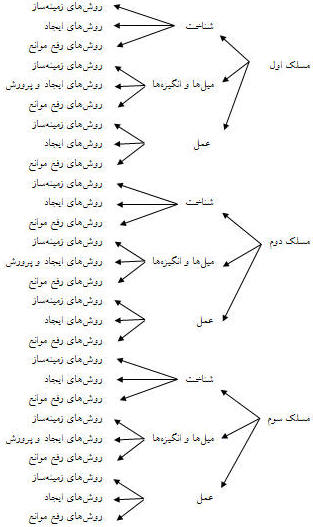 مسلک اول
شناخت
روش‌های زمینه‌ساز
روش‌های ایجاد
روش‌های رفع موانع
میل‌ها و انگیزه‌ها
روش‌های زمینه‌ساز
روش‌های ایجاد و پرورش
روش‌های رفع موانع
عمل
روش‌های زمینه‌ساز
روش‌های ایجاد
روش‌های رفع موانع
مسلک دوم
شناخت
روش‌های زمینه‌ساز
روش‌های ایجاد
روش‌های رفع موانع
میل‌ها و انگیزه‌ها
روش‌های زمینه‌ساز
روش‌های ایجاد و پرورش
روش‌های رفع موانع
عمل
روش‌های زمینه‌ساز
روش‌های ایجاد
روش‌های رفع موانع
مسلک سوم
شناخت
روش‌های زمینه‌ساز
روش‌های ایجاد
روش‌های رفع موانع
میل‌ها و انگیزه‌ها
روش‌های زمینه‌ساز
روش‌های ایجاد و پرورش
روش‌های رفع موانع
عمل
روش‌های زمینه‌ساز
روش‌های ایجاد
روش‌های رفع موانع